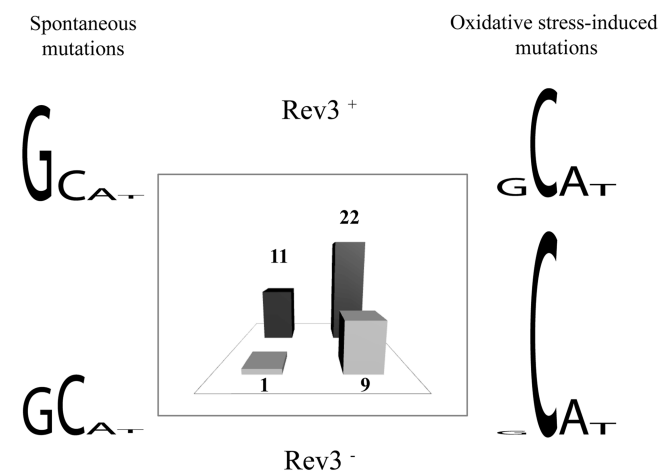 Spontaneous
mutations
Oxidative stress-induced
mutations
Rev3 +
GCAT
GCAT
22
11
1
9
GCAT
GCAT
Rev3 -